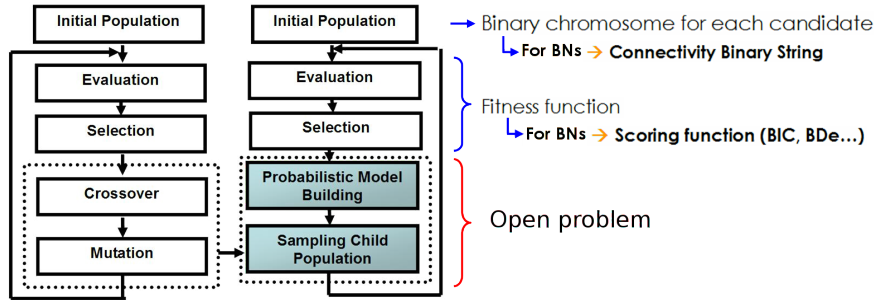 Initial Population
Evaluation
Selection
Crossover
Mutation
Initial Population
Evaluation
Selection
Probabilistic Model
Building
Sampling Child
Population
Binary chromosome for each candidate
For BNs → Connectivity Binary String
Fitness function
For BNs → Scoring function (BIC, BDe...)
Open problem